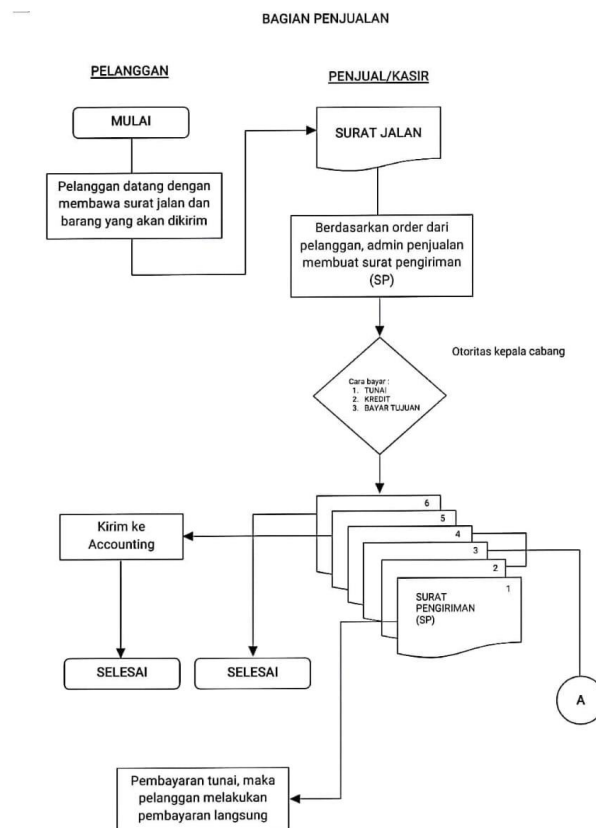 BAGIAN PENJUALAN
PELANGGAN
PENJUAL/KASIR
MULAI
SURAT JALAN
Pelanggan datang dengan
membawa surat jalan dan
barang yang akan dikirim
Berdasarkan order dari
pelanggan, admin penjualan
membuat surat pengiriman
(SP)
Otoritas kepala cabang
Cara bayar :
1. TUNAI
2. KREDIT
3. BAYAR TUJUAN
6
5
4
3
2
1
Kirim ke
Accounting
SURAT
PENGIRIMAN
(SP)
SELESAI
SELESAI
A
Pembayaran tunai, maka
pelanggan melakukan
pembayaran langsung